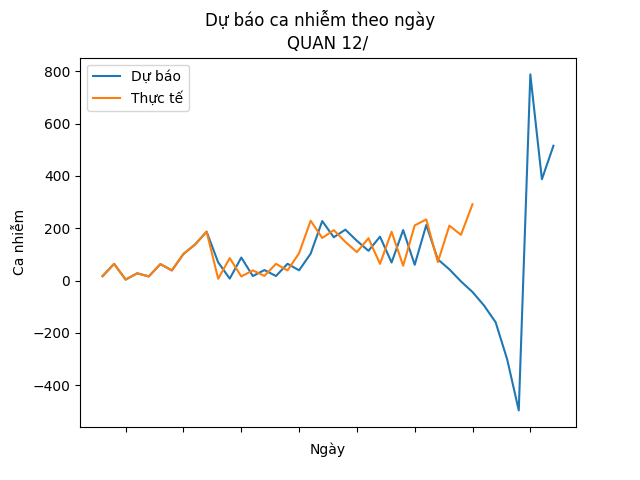 Dự báo ca nhiễm theo ngày
QUAN 12/
Dự báo
Thực tế
800
600
400
200
0
−200
−400
Ca nhiễm
Ngày